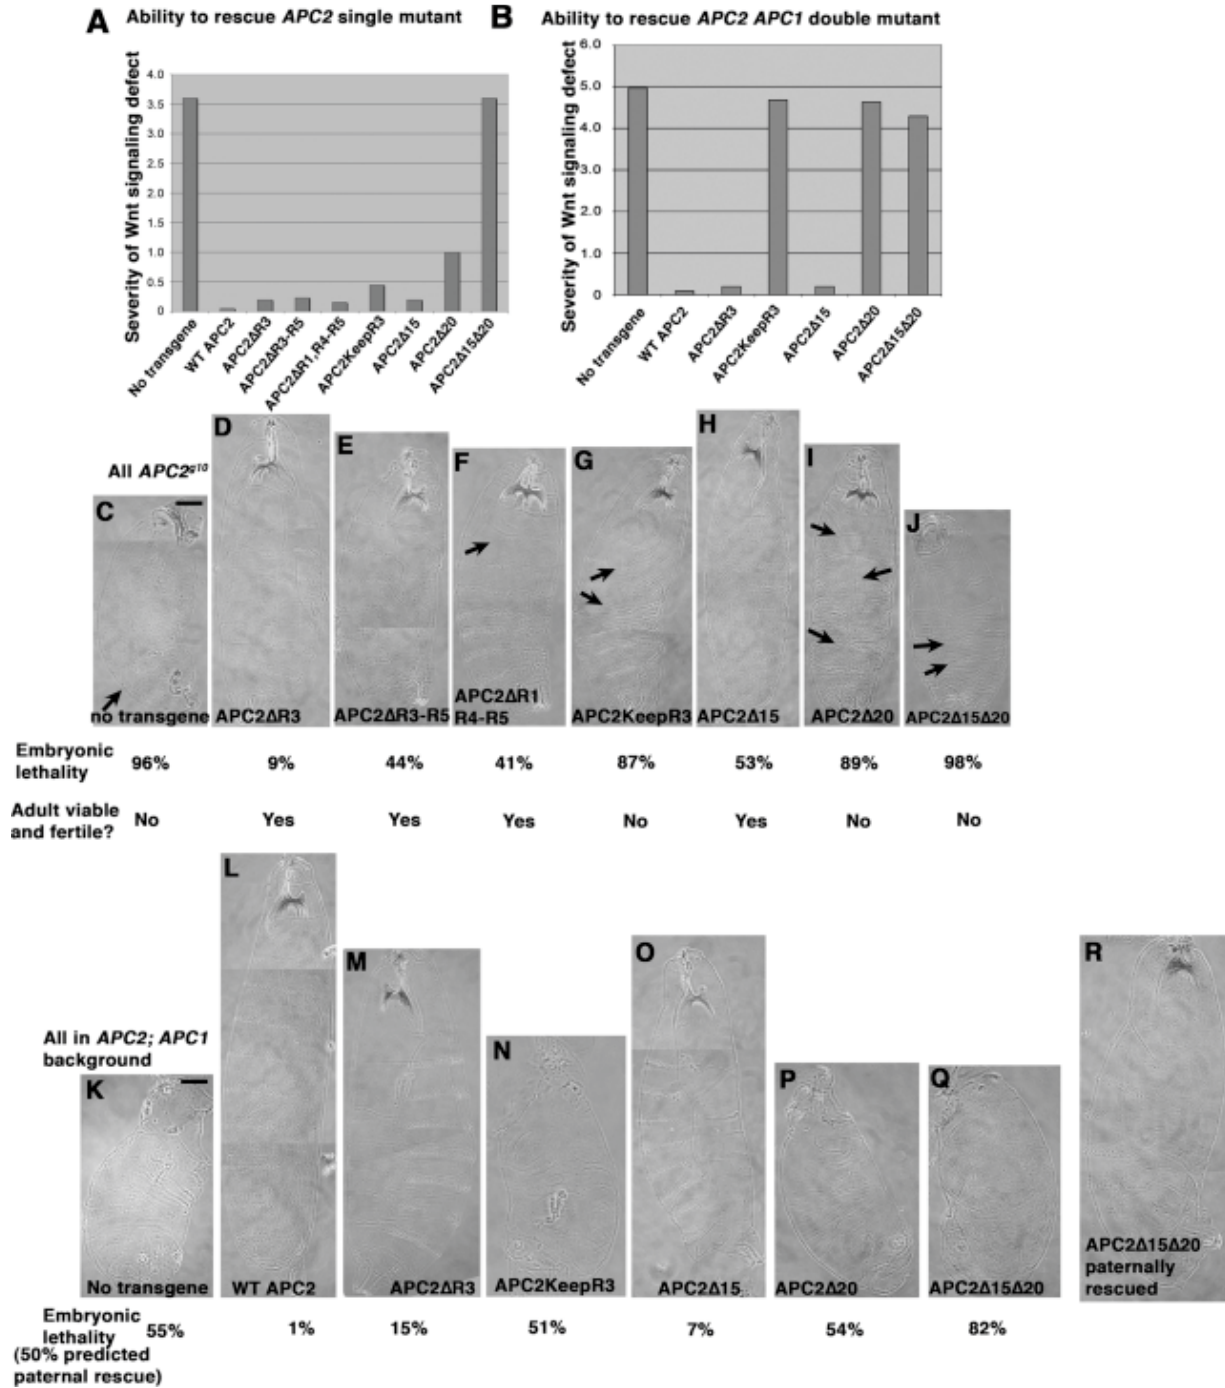 A Ability to rescue APC2 single mutant
Severity of Wnt signaling defect
4.0
3.5
3.0
2.5
2.0
1.5
1.0
0.5
0
No transgene
WT APC2
APC2ΔR3
APC2ΔR3-R5
APC2ΔR1,R4-R5
APC2KeepR3
APC2Δ15
APC2Δ20
APC2Δ15Δ20
B Ability to rescue APC2 APC1 double mutant
Severity of Wnt signaling defect
6.0
5.0
4.0
3.0
2.0
1.0
0
No transgene
WT APC2
APC2ΔR3
APC2KeepR3
APC2Δ15
APC2Δ20
APC2Δ15Δ20
All APC2g10
C
no transgene
D
APC2ΔR3
E
APC2ΔR3-R5
F
APC2ΔR1
R4-R5
G
APC2KeepR3
H
APC2Δ15
I
APC2Δ20
J
APC2Δ15Δ20
Embryonic
lethality
96% 9% 44% 41% 87% 53% 89% 98%
Adult viable
and fertile?
No Yes Yes Yes No Yes No No
All in APC2; APC1
background
K
No transgene
L
WT APC2
M
APC2ΔR3
N
APC2KeepR3
O
APC2Δ15
P
APC2Δ20
Q
APC2Δ15Δ20
R
APC2Δ15Δ20
paternally
rescued
Embryonic
lethality
(50% predicted
paternal rescue)
55% 1% 15% 51% 7% 54% 82%